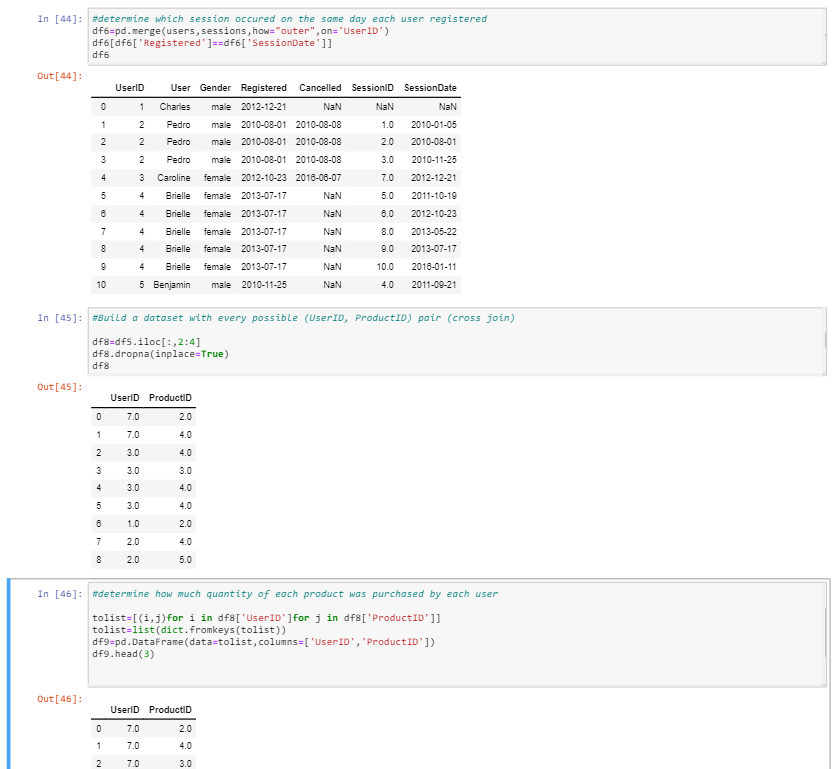 In [44]: #determine which session occured on the same day each user registered
df6=pd.merge(users,sessions,how="outer",on='UserID')
df6[df6['Registered']==df6['SessionDate']]
df6
Out[44]:
UserID User Gender Registered Cancelled SessionID SessionDate
0 1 Charles male 2012-12-21 NaN NaN NaN
1 2 Pedro male 2010-08-01 2010-08-08 1.0 2010-01-05
2 2 Pedro male 2010-08-01 2010-08-08 2.0 2010-08-01
3 2 Pedro male 2010-08-01 2010-08-08 3.0 2010-11-25
4 3 Caroline female 2012-10-23 2016-06-07 7.0 2012-12-21
5 4 Brielle female 2013-07-17 NaN 5.0 2011-10-19
6 4 Brielle female 2013-07-17 NaN 6.0 2012-10-23
7 4 Brielle female 2013-07-17 NaN 8.0 2013-05-22
8 4 Brielle female 2013-07-17 NaN 9.0 2013-07-17
9 4 Brielle female 2013-07-17 NaN 10.0 2016-01-11
10 5 Benjamin male 2010-11-25 NaN 4.0 2011-09-21
In [45]: #Build a dataset with every possible (UserID, ProductID) pair (cross join)
df8=df5.iloc[:,2:4]
df8.dropna(inplace=True)
df8
Out[45]:
UserID ProductID
0 7.0 2.0
1 7.0 4.0
2 3.0 4.0
3 3.0 3.0
4 3.0 4.0
5 3.0 4.0
6 1.0 2.0
7 2.0 4.0
8 2.0 5.0
In [46]: #determine how much quantity of each product was purchased by each user
tolist=[(i,j)for i in df8['UserID']for j in df8['ProductID']]
tolist=list(dict.fromkeys(tolist))
df9=pd.DataFrame(data=tolist,columns=['UserID','ProductID'])
df9.head(3)
Out[46]:
UserID ProductID
0 7.0 2.0
1 7.0 4.0
2 7.0 3.0